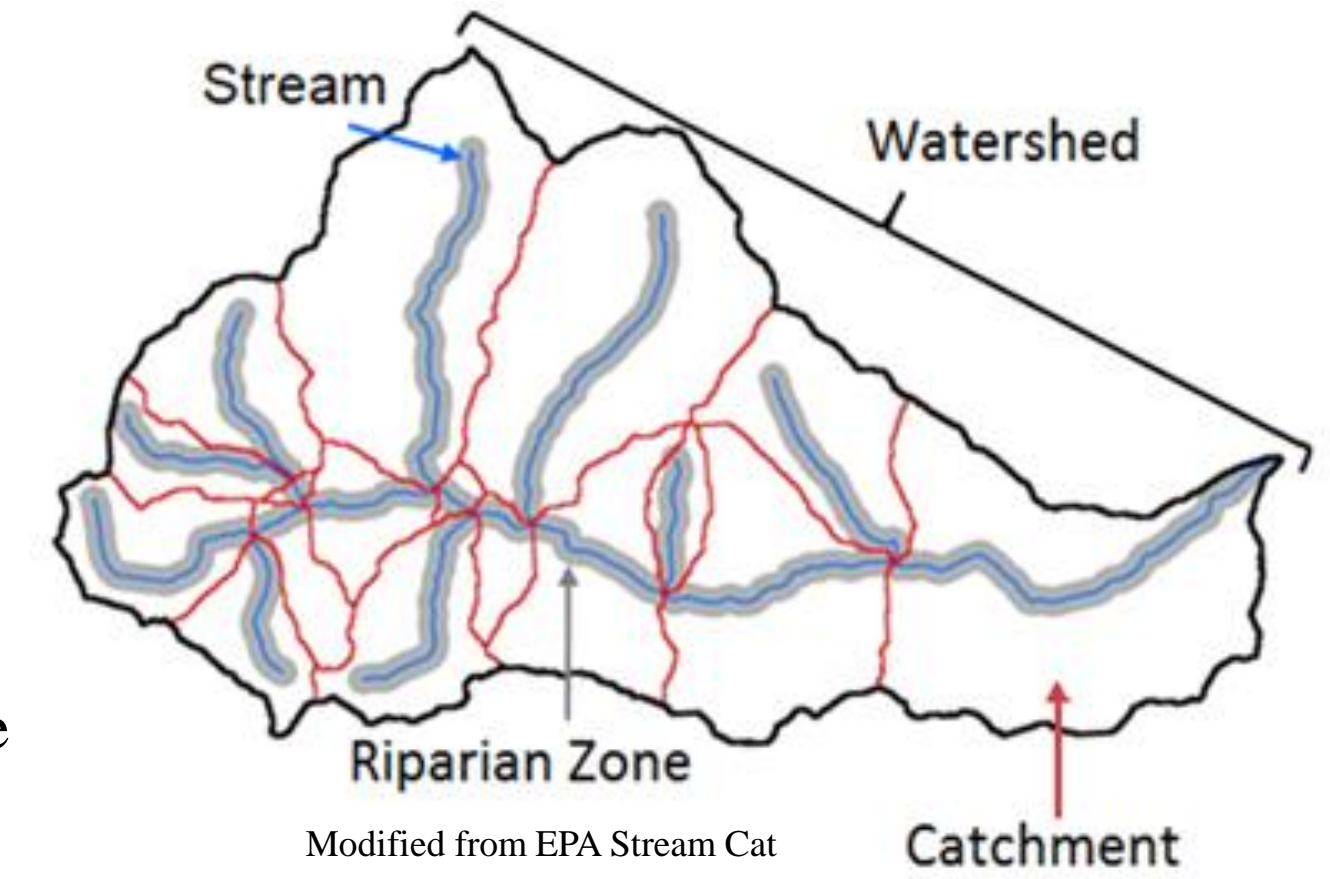 Stream
Watershed
e
Riparian Zone
Modified from EPA Stream Cat
Catchment